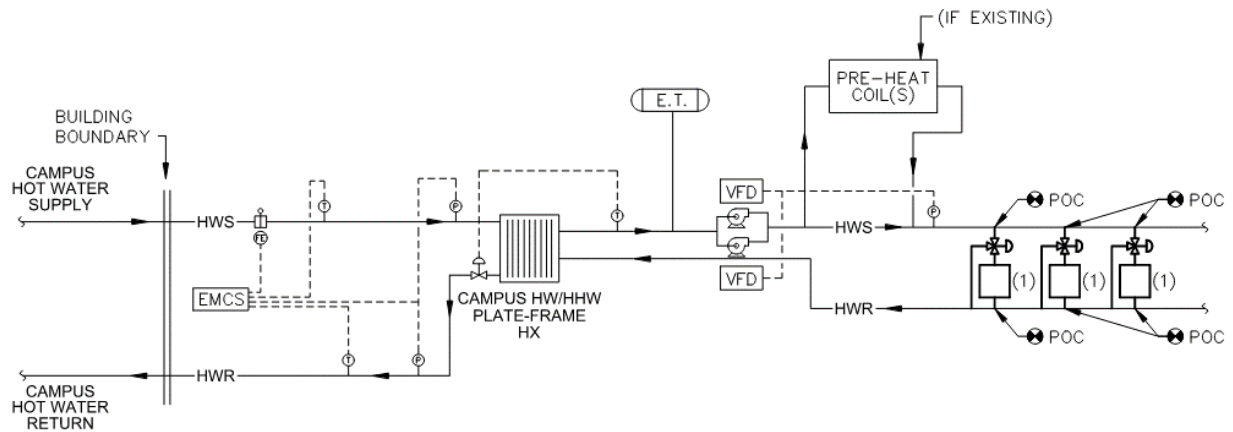 (IF EXISTING)
PRE-HEAT
COIL(S)
E.T.
BUILDING
BOUNDARY
CAMPUS
HOT WATER
SUPPLY
HWS
FE
T
P
T
VFD
VFD
HWS
P
POC
POC
(1)
(1)
(1)
EMCS
CAMPUS HW/HHW
PLATE-FRAME
HX
HWR
POC
POC
T
P
HWR
CAMPUS
HOT WATER
RETURN